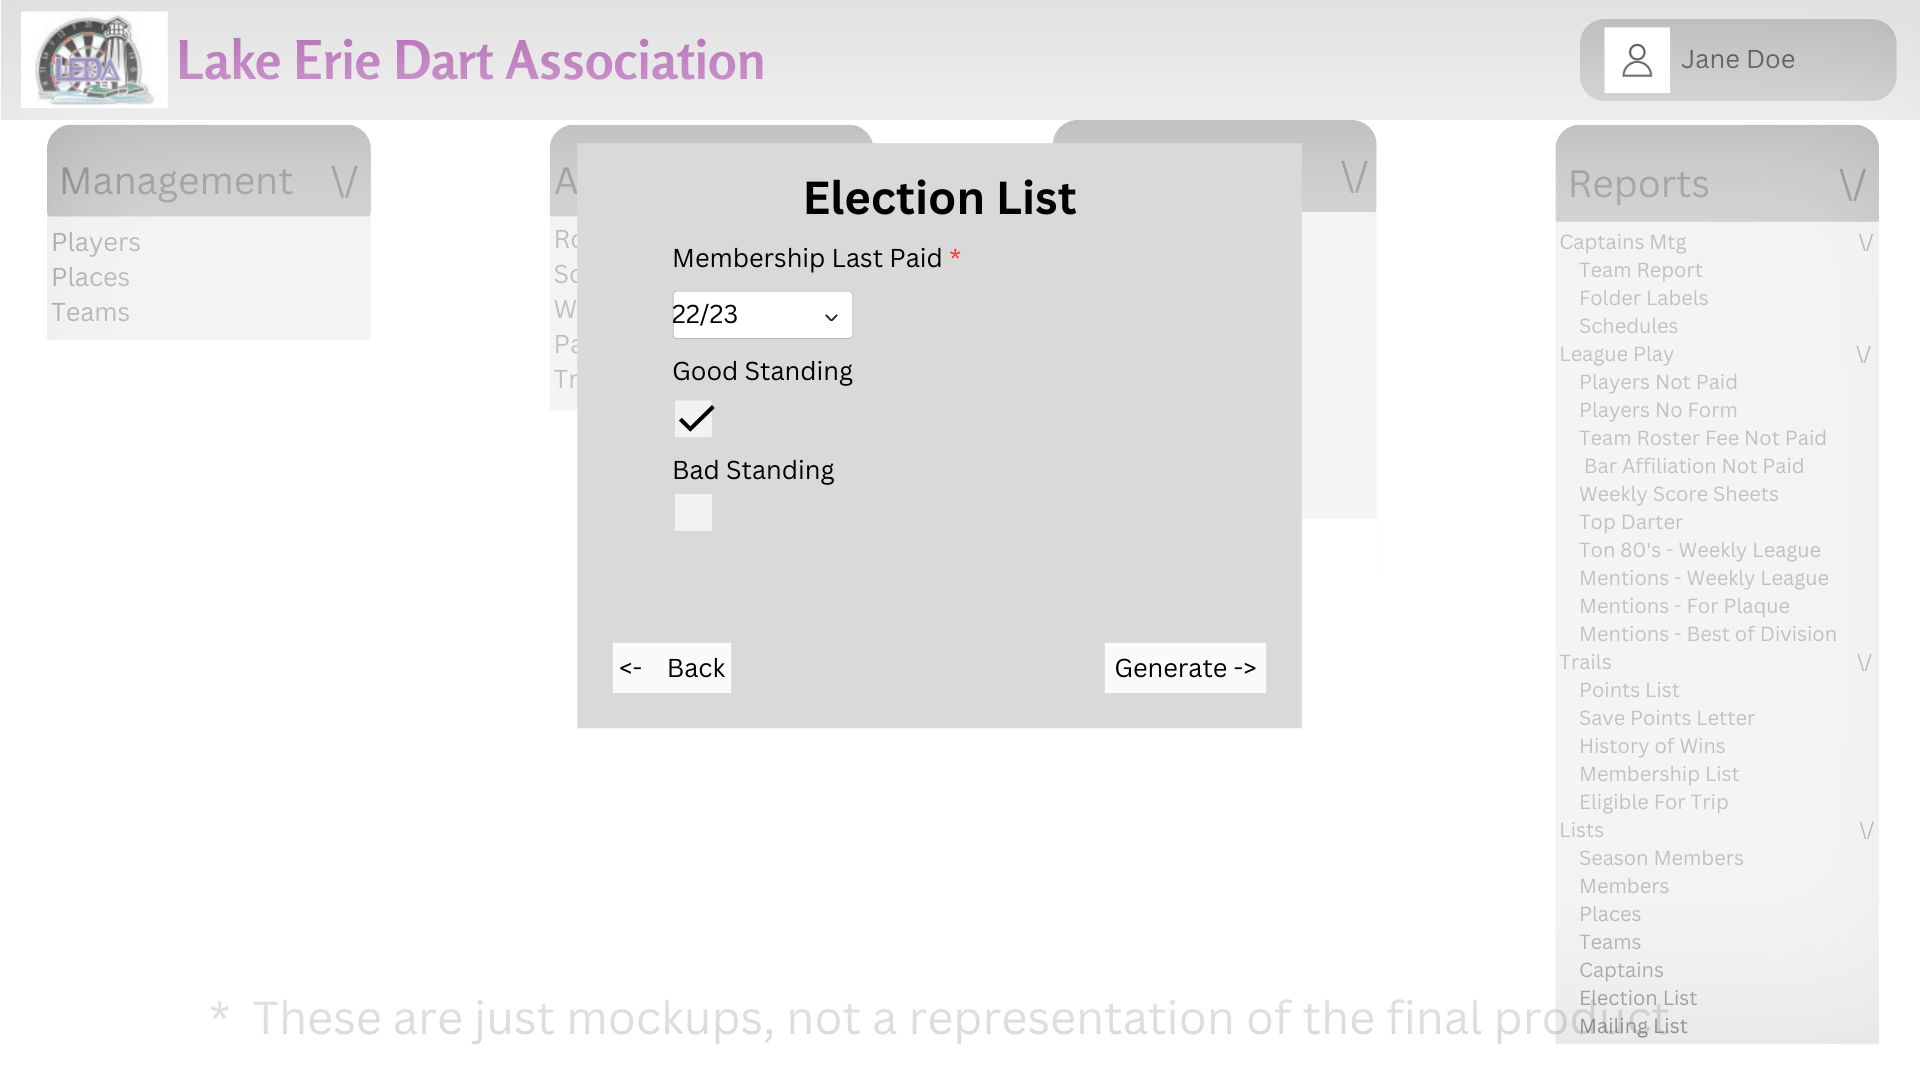 LEDA
Lake Erie Dart Association
Jane Doe
Management \/
Players
Places
Teams
A
Ro
Sc
W
Pa
Tr
\/
Election List
Membership Last Paid *
22/23
Good Standing
Bad Standing
<- Back
Generate ->
Reports \/
Captains Mtg \/
Team Report
Folder Labels
Schedules
League Play \/
Players Not Paid
Players No Form
Team Roster Fee Not Paid
Bar Affiliation Not Paid
Weekly Score Sheets
Top Darter
Ton 80's - Weekly League
Mentions - Weekly League
Mentions - For Plaque
Mentions - Best of Division
Trails \/
Points List
Save Points Letter
History of Wins
Membership List
Eligible For Trip
Lists \/
Season Members
Members
Places
Teams
Captains
Election List
Mailing List
* These are just mockups, not a representation of the final product